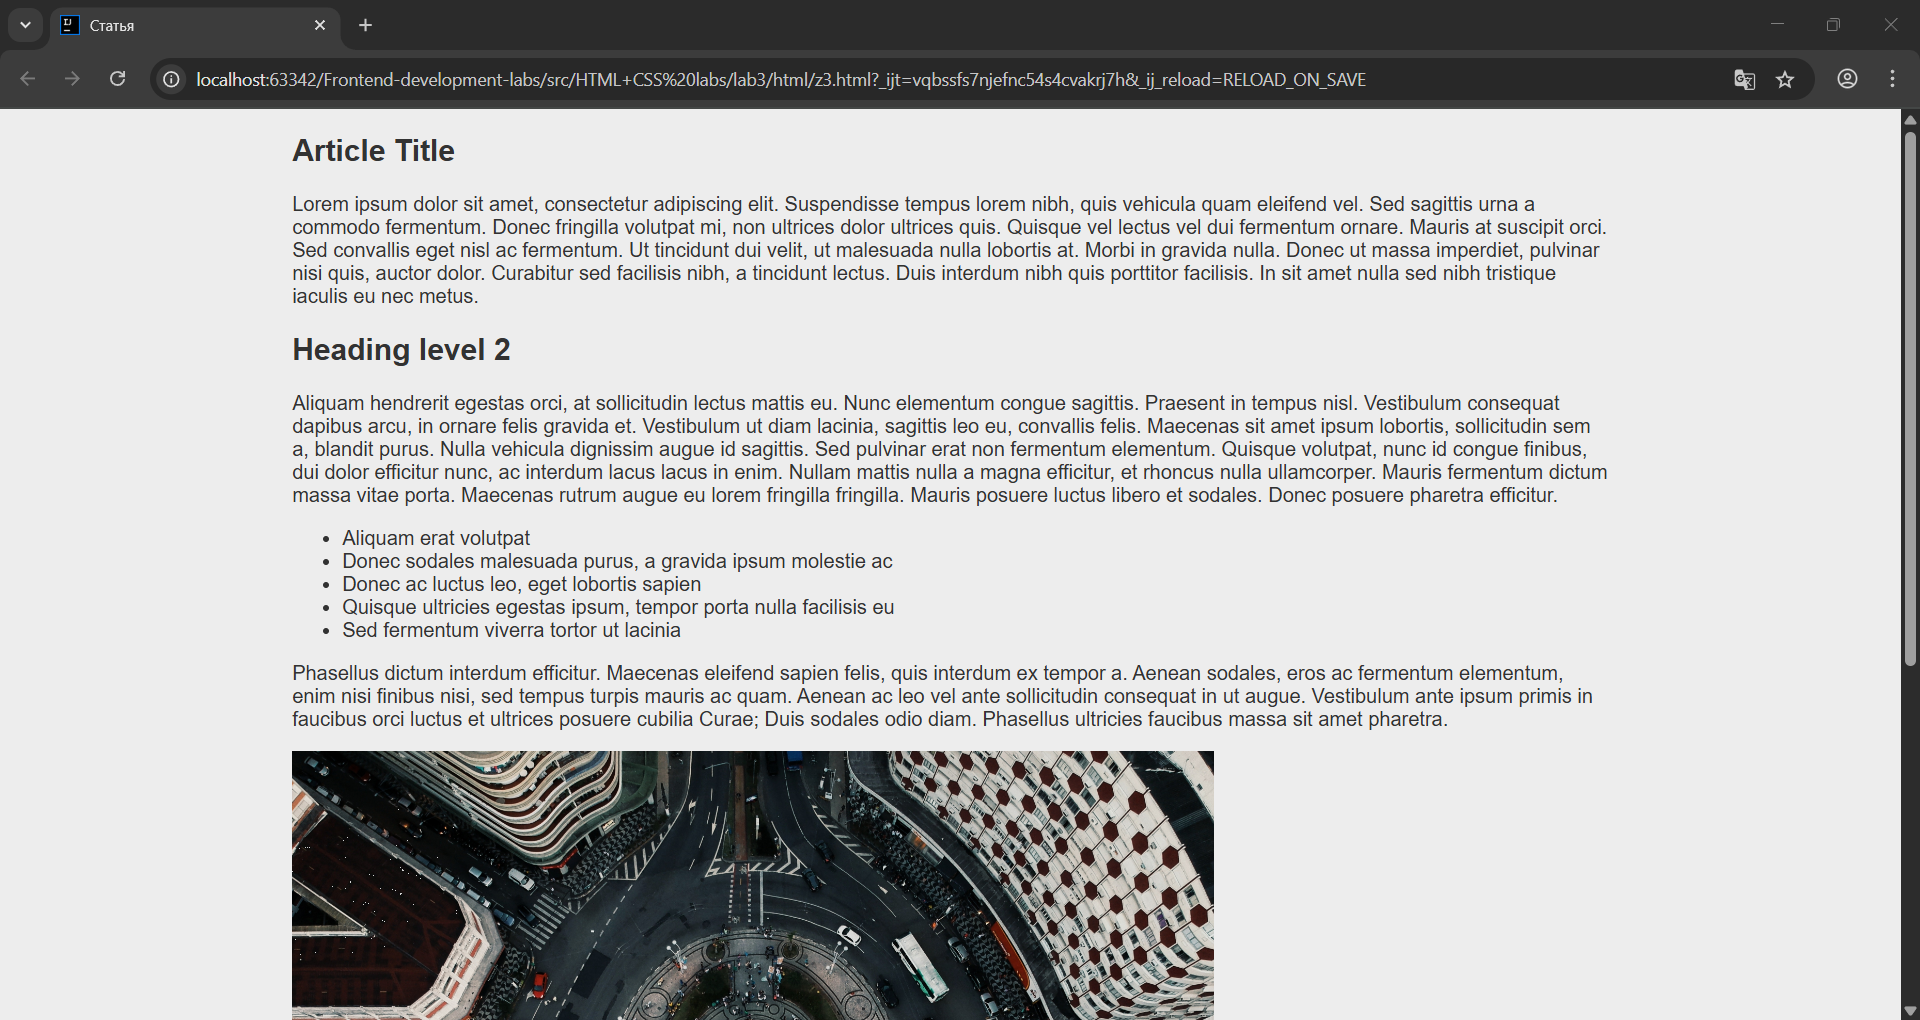 Статья
localhost:63342/Frontend-development-labs/src/HTML+CSS%20labs/lab3/html/z3.html?_ijt=vqbssfs7njefnc54s4cvakrj7h&_ij_reload=RELOAD_ON_SAVE
Article Title
Lorem ipsum dolor sit amet, consectetur adipiscing elit. Suspendisse tempus lorem nibh, quis vehicula quam eleifend vel. Sed sagittis urna a
commodo fermentum. Donec fringilla volutpat mi, non ultrices dolor ultrices quis. Quisque vel lectus vel dui fermentum ornare. Mauris at suscipit orci.
Sed convallis eget nisl ac fermentum. Ut tincidunt dui velit, ut malesuada nulla lobortis at. Morbi in gravida nulla. Donec ut massa imperdiet, pulvinar
nisi quis, auctor dolor. Curabitur sed facilisis nibh, a tincidunt lectus. Duis interdum nibh quis porttitor facilisis. In sit amet nulla sed nibh tristique
iaculis eu nec metus.
Heading level 2
Aliquam hendrerit egestas orci, at sollicitudin lectus mattis eu. Nunc elementum congue sagittis. Praesent in tempus nisl. Vestibulum consequat
dapibus arcu, in ornare felis gravida et. Vestibulum ut diam lacinia, sagittis leo eu, convallis felis. Maecenas sit amet ipsum lobortis, sollicitudin sem
a, blandit purus. Nulla vehicula dignissim augue id sagittis. Sed pulvinar erat non fermentum elementum. Quisque volutpat, nunc id congue finibus,
dui dolor efficitur nunc, ac interdum lacus lacus in enim. Nullam mattis nulla a magna efficitur, et rhoncus nulla ullamcorper. Mauris fermentum dictum
massa vitae porta. Maecenas rutrum augue eu lorem fringilla fringilla. Mauris posuere luctus libero et sodales. Donec posuere pharetra efficitur.
• Aliquam erat volutpat
• Donec sodales malesuada purus, a gravida ipsum molestie ac
• Donec ac luctus leo, eget lobortis sapien
• Quisque ultricies egestas ipsum, tempor porta nulla facilisis eu
• Sed fermentum viverra tortor ut lacinia
Phasellus dictum interdum efficitur. Maecenas eleifend sapien felis, quis interdum ex tempor a. Aenean sodales, eros ac fermentum elementum,
enim nisi finibus nisi, sed tempus turpis mauris ac quam. Aenean ac leo vel ante sollicitudin consequat in ut augue. Vestibulum ante ipsum primis in
faucibus orci luctus et ultrices posuere cubilia Curae; Duis sodales odio diam. Phasellus ultricies faucibus massa sit amet pharetra.